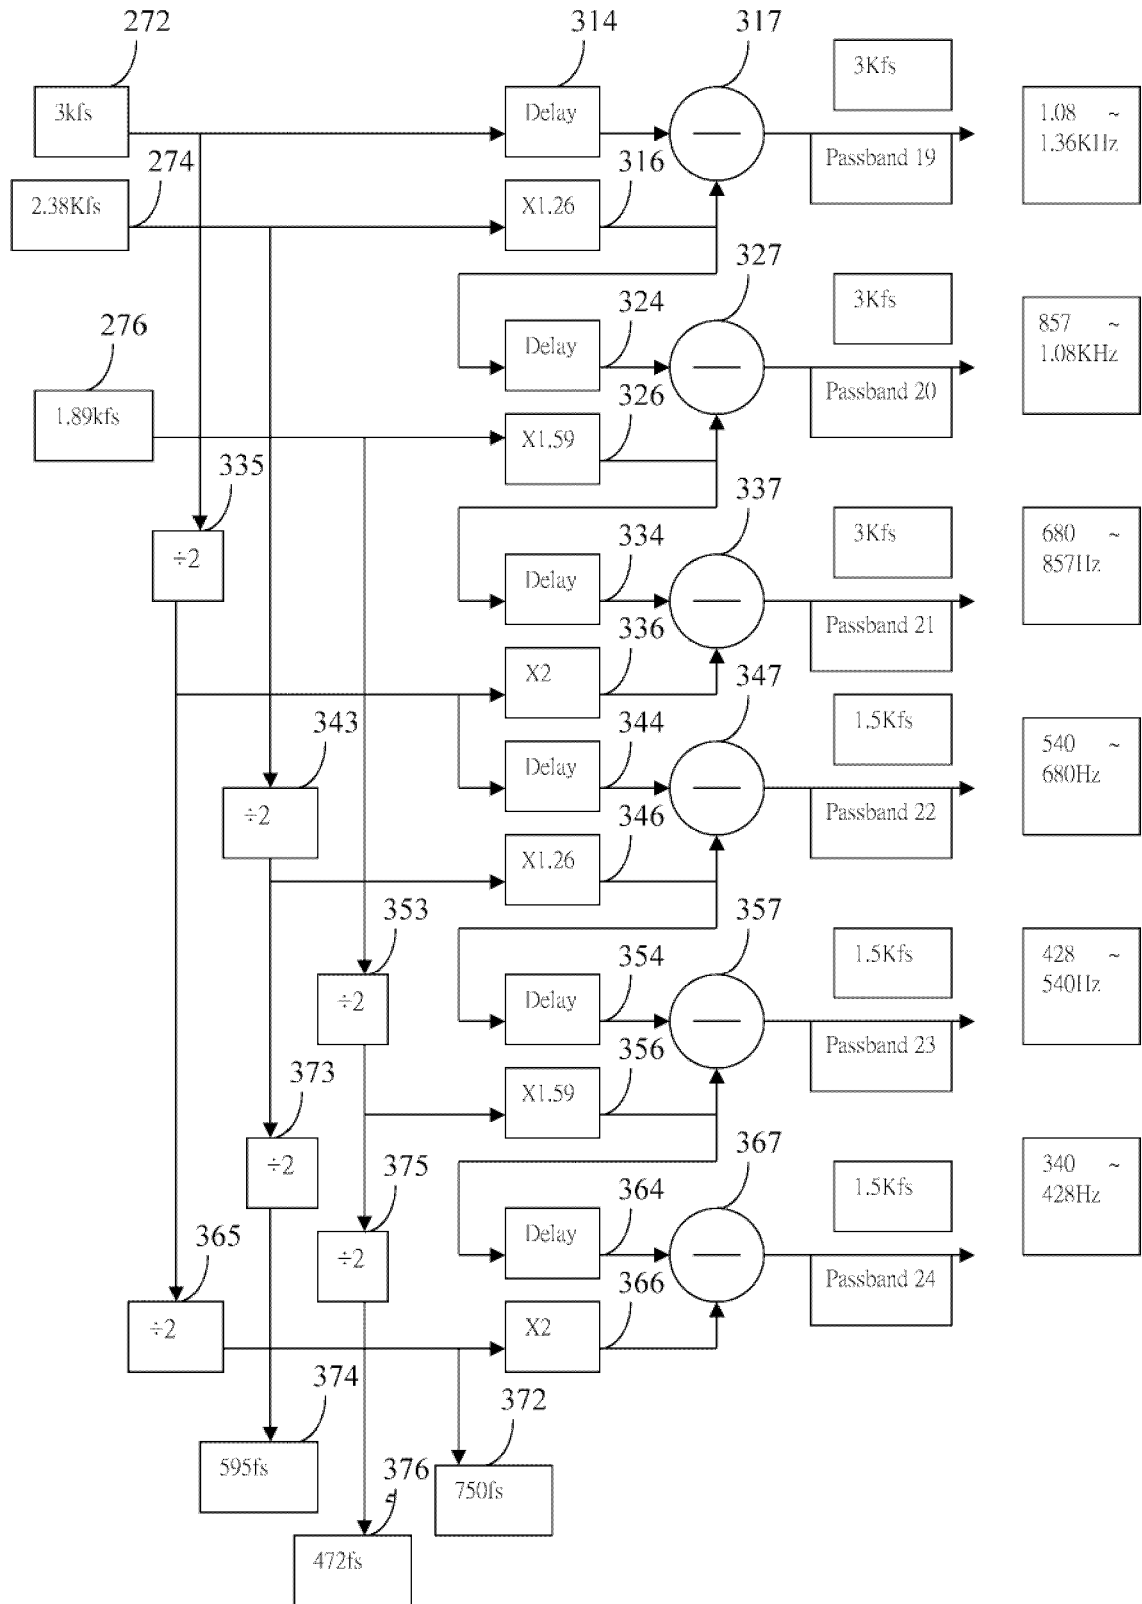 272
314
317
3kfs
Delay
3Kfs
1.08 ~
1.36KHz
Passband 19
274
316
2.38Kfs
X1.26
327
324
3Kfs
857 ~
1.08KHz
276
Delay
326
Passband 20
1.89kfs
X1.59
335
337
334
3Kfs
680 ~
857Hz
÷2
Delay
336
Passband 21
X2
347
343
344
1.5Kfs
540 ~
680Hz
Delay
346
Passband 22
÷2
X1.26
353
357
354
1.5Kfs
428 ~
540Hz
÷2
Delay
356
Passband 23
373
X1.59
367
÷2
375
364
1.5Kfs
340 ~
428Hz
365
÷2
Delay
366
Passband 24
÷2
X2
374
372
595fs
376
750fs
472fs